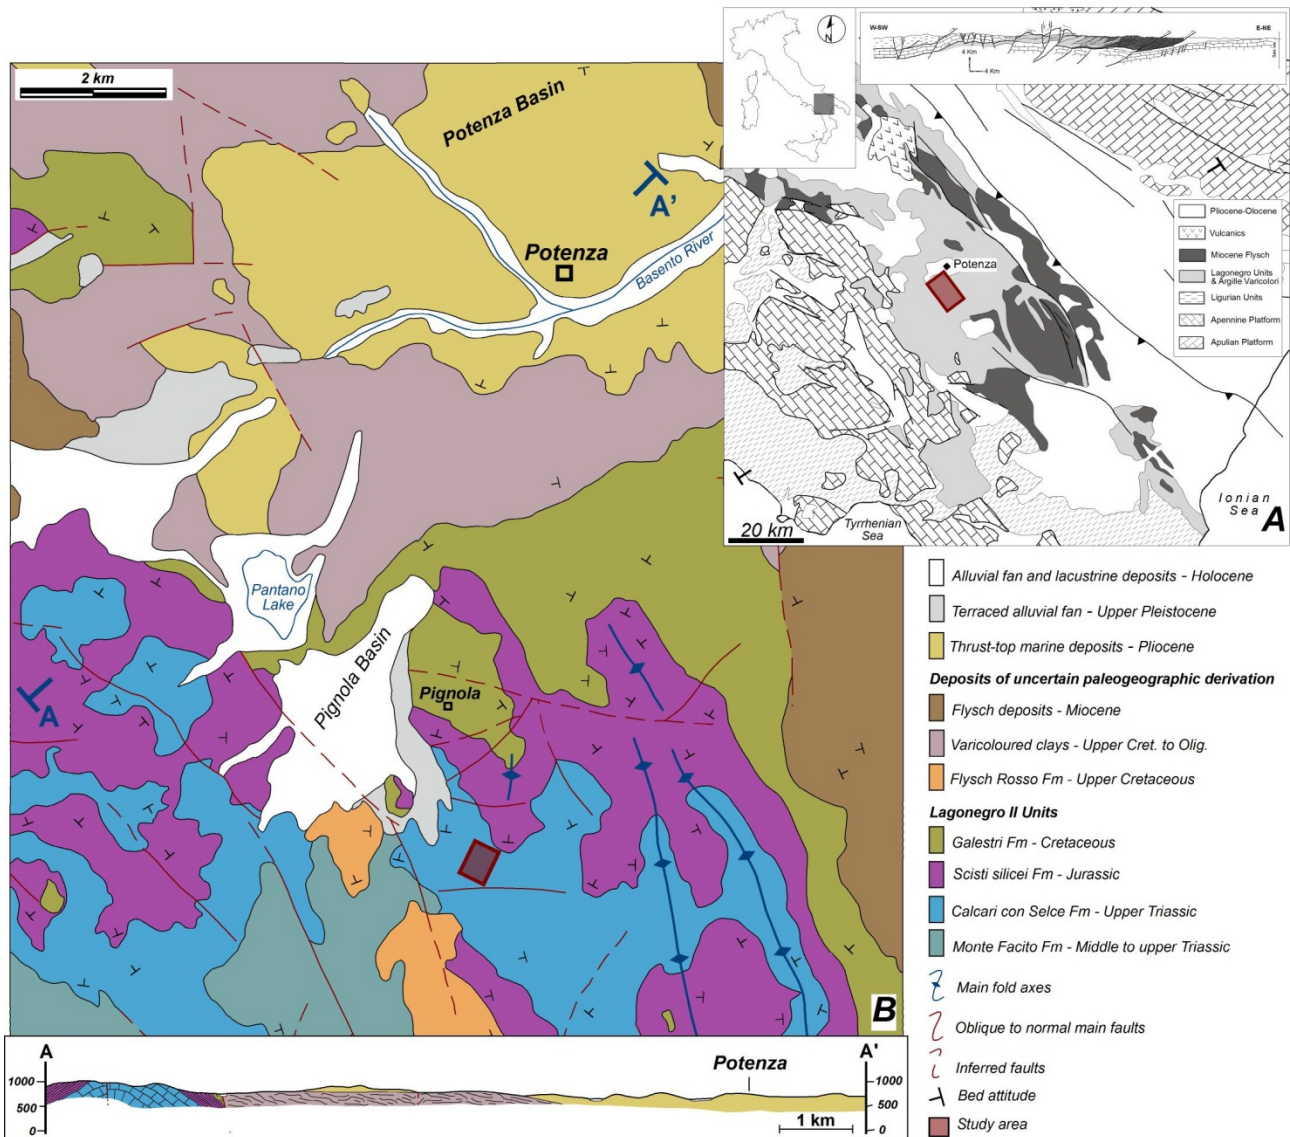 2 km
Potenza Basin
A'
Potenza
Basento River
Pantano
Lake
Pignola Basin
Pignola
A
B
N
W-SW
E-NE
4 Km
4 Km
Potenza
Pliocene-Olocene
Vulcanics
Miocene Flysch
Lagonegro Units
& Argille Varicolori
Ligurian Units
Apennine Platform
Apulian Platform
20 km
Tyrrhenian
Sea
Ionian
Sea
A
Alluvial fan and lacustrine deposits - Holocene
Terraced alluvial fan - Upper Pleistocene
Thrust-top marine deposits - Pliocene
Deposits of uncertain paleogeographic derivation
Flysch deposits - Miocene
Varicoloured clays - Upper Cret. to Olig.
Flysch Rosso Fm - Upper Cretaceous
Lagonegro II Units
Galestri Fm - Cretaceous
Scisti silicei Fm - Jurassic
Calcari con Selce Fm - Upper Triassic
Monte Facito Fm - Middle to upper Triassic
Main fold axes
Oblique to normal main faults
Inferred faults
Bed attitude
Study area
A
A'
Potenza
1000
500
0
1000
500
0
1 km